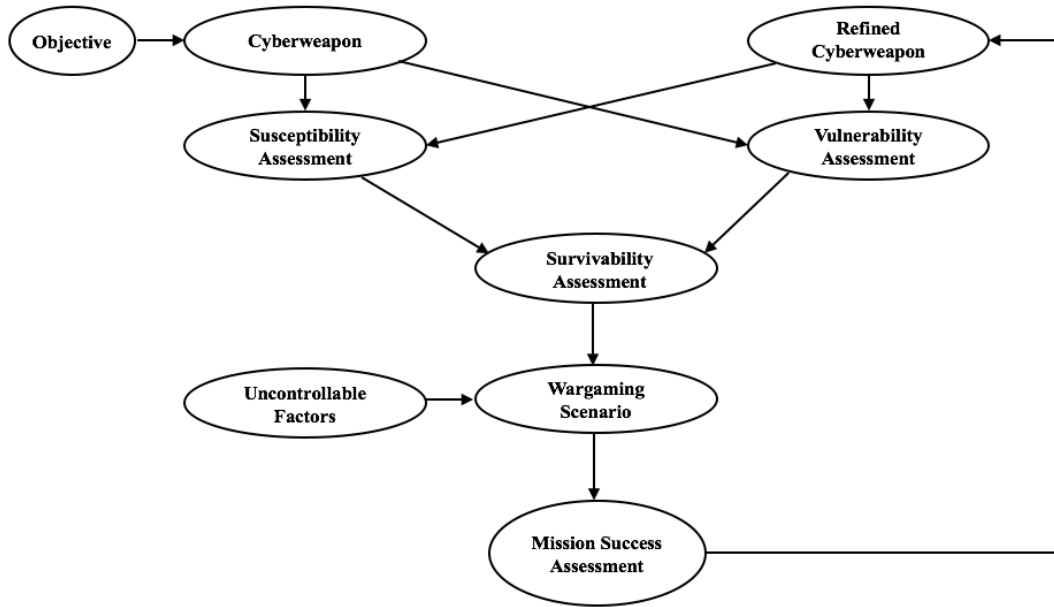 Objective
Cyberweapon
Refined
Cyberweapon
Susceptibility
Assessment
Vulnerability
Assessment
Survivability
Assessment
Uncontrollable
Factors
Wargaming
Scenario
Mission Success
Assessment